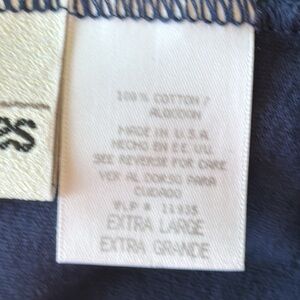 es
100% COTTON/
ALGODON
MADE IN U.S.A
HECHO EN EE UU.
SEE REVERSE FOR CARE
VER AL DORSO PARA
CUIDADO
EXTRA LARGE
EXTRA GRANDE